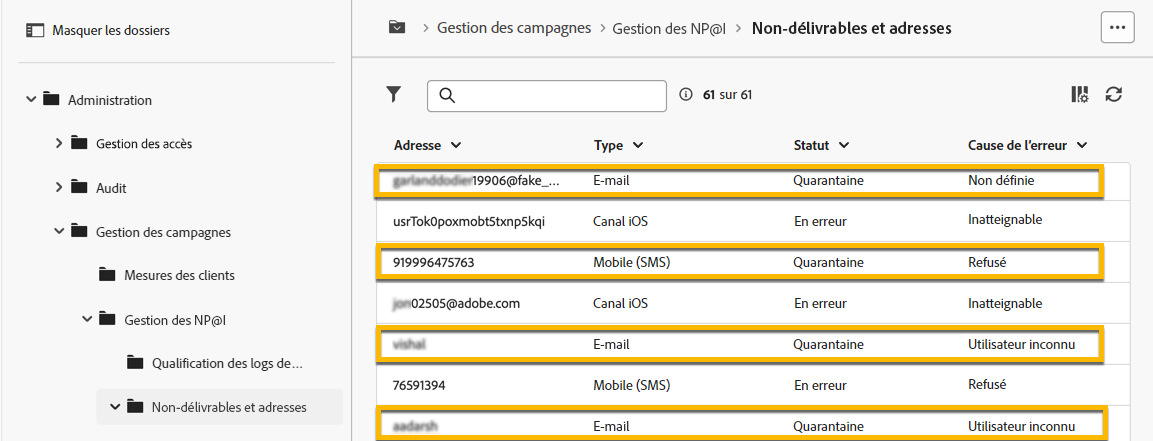 Masquer les dossiers
Administration
Gestion des accès
Audit
Gestion des campagnes
Mesures des clients
Gestion des NP@I
Qualification des logs de...
Non-délivrables et adresses
Gestion des campagnes Gestion des NP@I Non-délivrables et adresses
61 sur 61
Adresse Type Statut Cause de l'erreur
19906@fake_... E-mail Quarantaine Non définie
usrTok0poxmobt5txnp5kqi Canal iOS En erreur Inatteignable
919996475763 Mobile (SMS) Quarantaine Refusé
02505@adobe.com Canal iOS En erreur Inatteignable
E-mail Quarantaine Utilisateur inconnu
76591394 Mobile (SMS) En erreur Refusé
E-mail Quarantaine Utilisateur inconnu